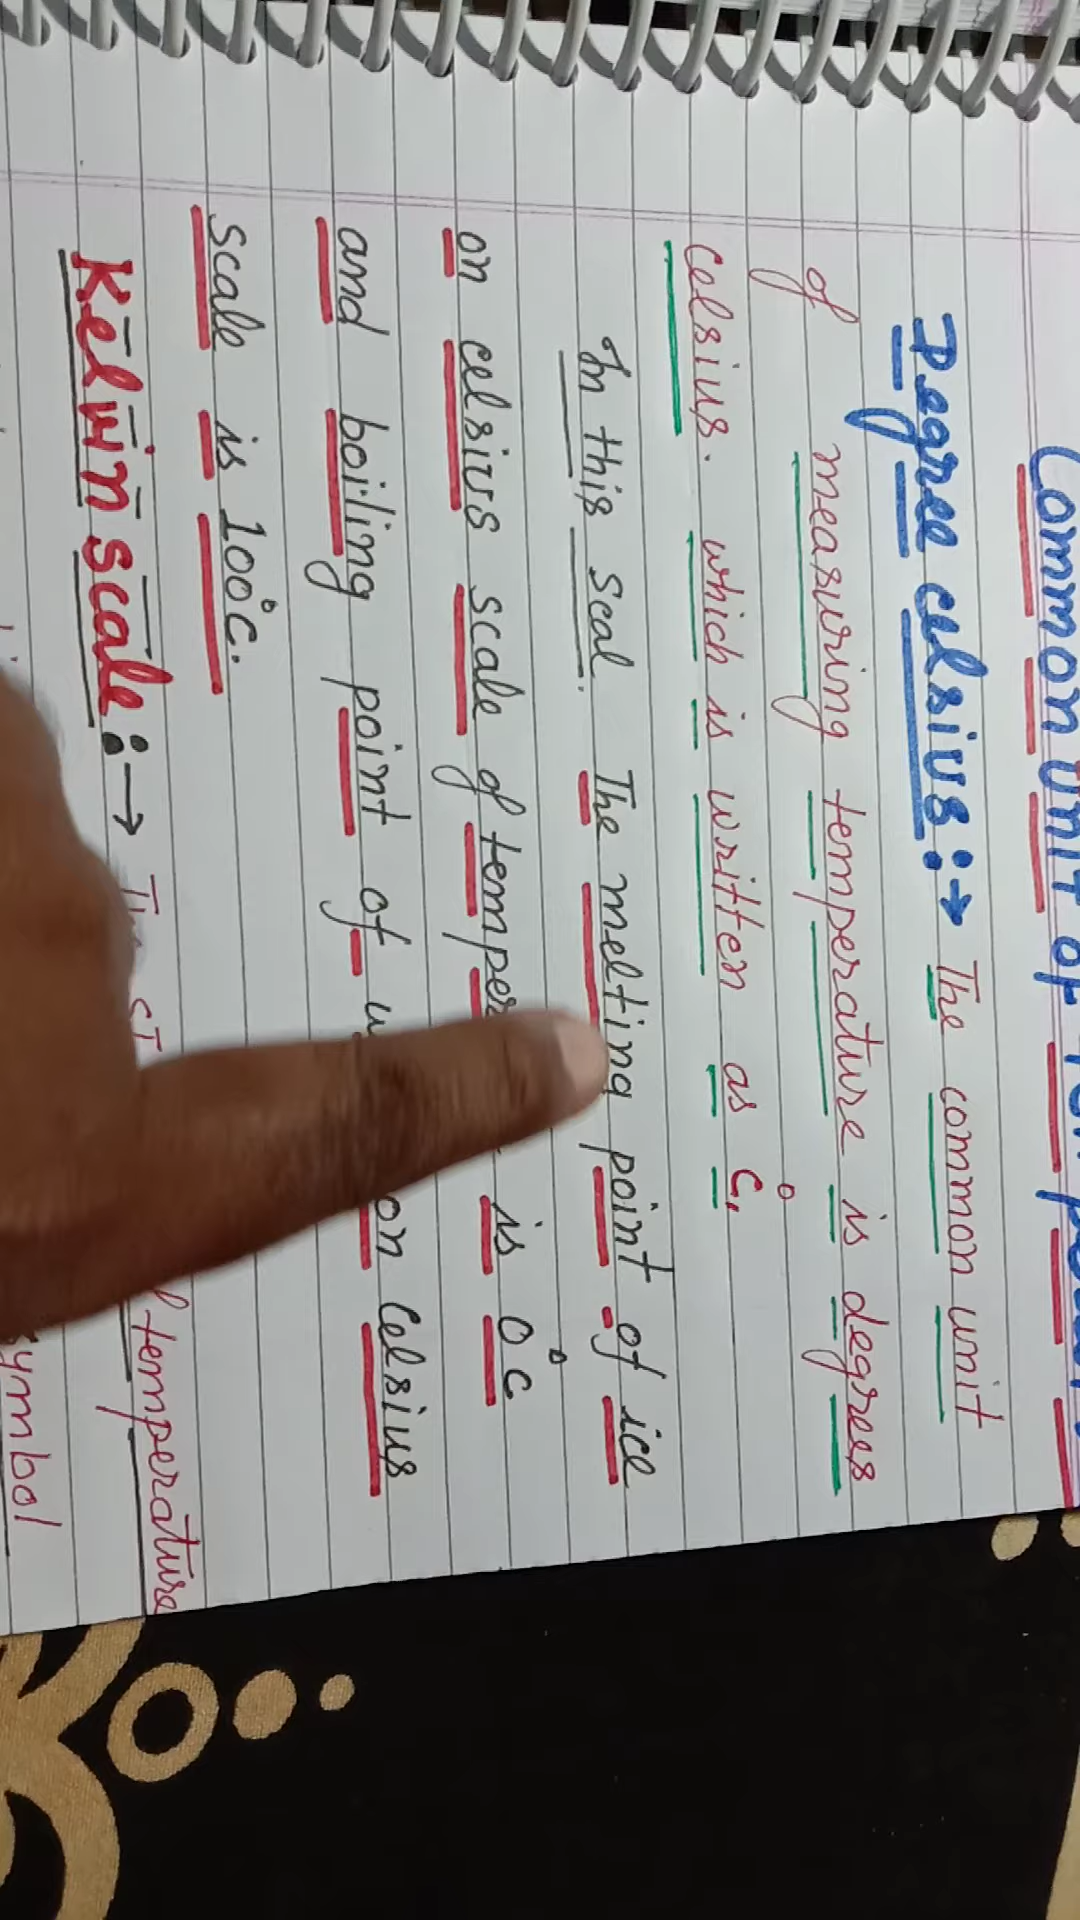 Common unit of
Degree celsius :→ The common unit
of measuring temperature is degrees
celsius. which is written as °C,
In this scal. The melting point of ice
on celsius scale of temper is 0°C
and boiling point of on Celsius
scale is 100°C.
Kelvin scale :→ temperature
symbol